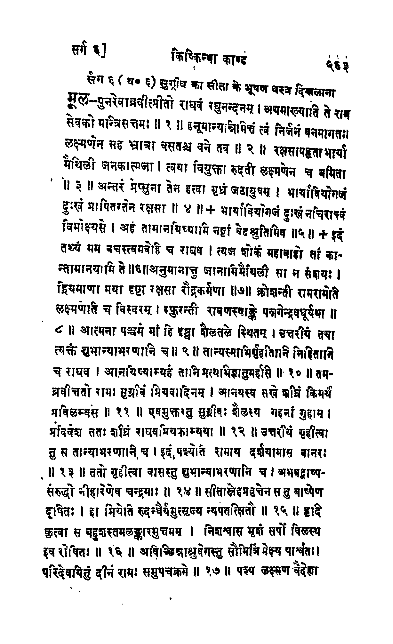 सर्ग ६] किष्किन्धा काण्ड ५६३
सर्ग ६ (व० ६) सुग्रीव का सीता के भूषण वस्त्र दिखलाना
मूल—पुनरेवाब्रवीत्प्रीतो राघवं रघुनन्दनम् । अयमाख्याति ते राम
सेवको मन्त्रिसत्तमः ॥ १ ॥ हनुमान्यन्निमित्तं त्वं निर्जनं वनमागतः
लक्ष्मणेन सह भ्रात्रा वसतश्च वने तव ॥ २ ॥ रक्षसापहृता भार्या
मैथिली जनकात्मजा । त्वया वियुक्ता रुदती लक्ष्मणेन च धीमता
॥ ३ ॥ अन्तरं प्रेप्सुना तेन हत्वा गृध्रं जटायुषम् । भार्यावियोगजं
दुःखं प्रापितस्तेन रक्षसा ॥ ४ ॥ + भार्यावियोगजं दुःखं नचिरात्त्वं
विमोक्ष्यसे । अहं तामानयिष्यामि नष्टां वेदश्रुतिमिव ॥५॥ + इदं
तथ्यं मम वचस्त्वमवेहि च राघव । त्यज शोकं महाबाहो तां का-
न्तामानयामि ते॥६॥अनुमानात्तु जानामिमैथिली सा न संशयः ।
ह्रियमाणा मया दृष्टा रक्षसा रौद्रकर्मणा॥७॥ क्रोशन्ती रामरामेति
लक्ष्मणेति च विस्वरम् । स्फुरन्ती रावणस्याङ्के पन्नगेन्द्रवधूर्यथा ॥
८ ॥ आत्मना पञ्चमं मां हि दृष्ट्वा शैलतले स्थितम् । उत्तरीयं तया
त्यक्तं शुभान्याभरणानि च ॥ ९ ॥ तान्यस्माभिर्गृहीतानि निहितानि
च राघव । आनयिष्याम्यहं तानि प्रत्यभिज्ञातुमर्हसि ॥ १० ॥ तम-
ब्रवीत्ततो रामः सुग्रीवं प्रियवादिनम् । आनयस्व सखे शीघ्रं किमर्थं
प्रविलम्बसे ॥ ११ ॥ एवमुक्तस्तु सुग्रीवः शैलस्य गहनां गुहाम् ।
प्रविवेश ततः शीघ्रं राघवप्रियकाम्यया ॥ १२ ॥ उत्तरीयं गृहीत्वा
तु स तान्याभरणानि च । इदं पश्येति रामाय दर्शयामास वानरः
॥ १३ ॥ ततो गृहीत्वा वासस्तु शुभान्याभरणानि च। अभवद्बाष्प-
संरुद्धो नीहारेणेव चन्द्रमाः ॥ १४ ॥ सीतास्नेहप्रवृत्तेन स तु बाष्पेण
दूषितः । हा प्रियेति रुदन्धैर्यमुत्सृज्य न्यपतत्क्षितौ ॥ १५ ॥ हृदि
कृत्वा स बहुशस्तमलङ्कारमुत्तमम् । निशश्वास भृशं सर्पो बिलस्थ
इव रोषितः ॥ १६ ॥ अविच्छिन्नाश्रुवेगस्तु सौमित्रिं प्रेक्ष्य पार्श्वतः।
परिदेवयितुं दीनं रामः समुपचक्रमे ॥ १७ ॥ पश्य लक्ष्मण वैदेह्या